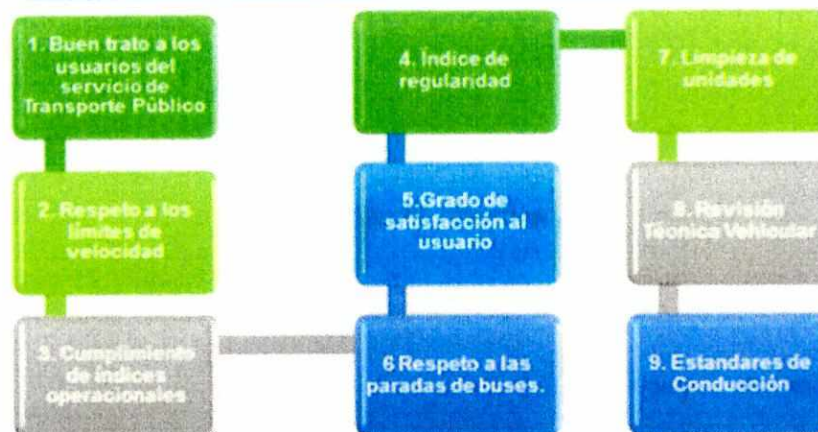 1. Buen trato a los
usuarios del
servicio de
Transporte Público
2. Respeto a los
límites de
velocidad
3. Cumplimiento
de índices
operacionales
4. Índice de
regularidad
5.Grado de
satisfacción al
usuario
6 Respeto a las
paradas de buses.
7. Limpieza de
unidades
8. Revisión
Técnica Vehicular
9. Estandares de
Conducción